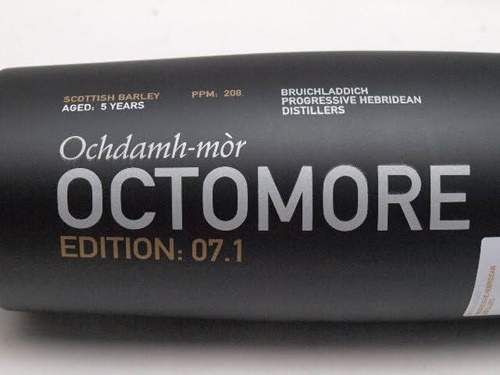 SCOTTISH BARLEY PPM: 208
AGED: 5 YEARS
BRUICHLADDICH
PROGRESSIVE HEBRIDEAN
DISTILLERS
Ochdamh-mòr
OCTOMORE
EDITION: 07.1